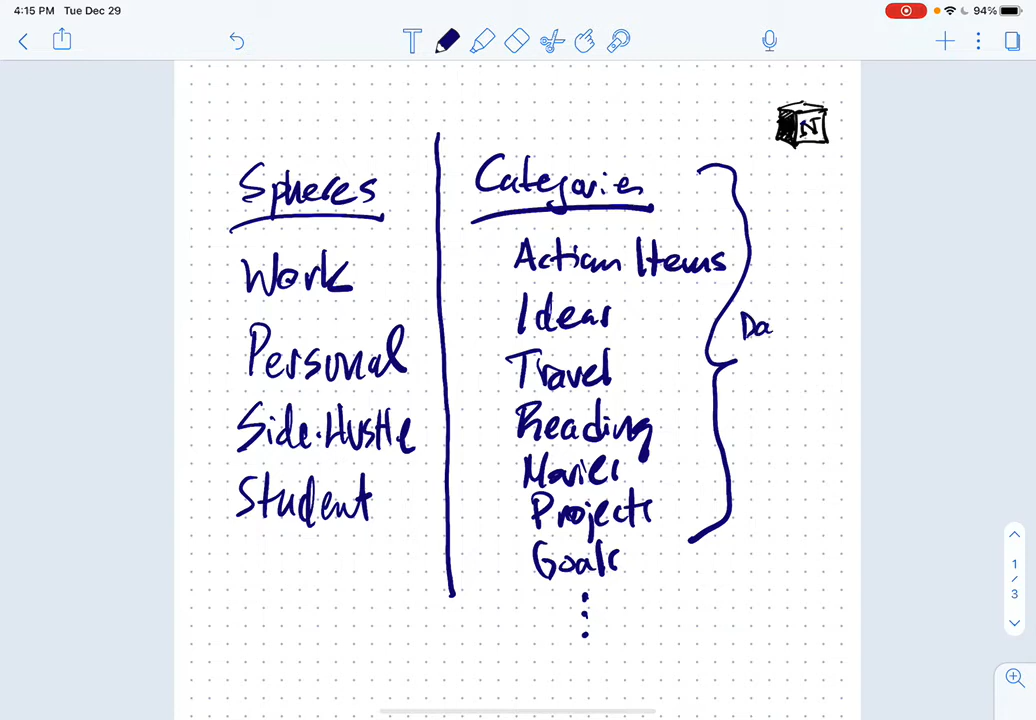 4:15 PM Tue Dec 29
94%
T
N
Spheres
Work
Personal
Side-Hustle
Student
Categories
Action Items
Ideas
Travel
Reading
Movies
Projects
Goals
Da
1
/
3